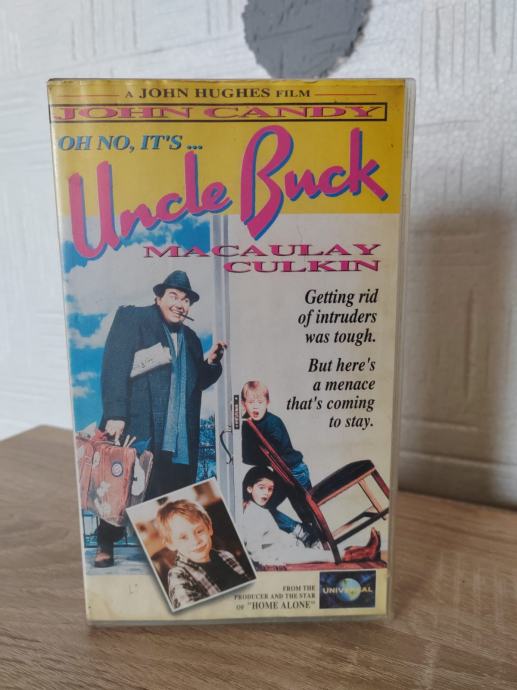 A JOHN HUGHES FILM
JOHN CANDY
OH NO, IT'S ...
Uncle Buck
MACAULAY
CULKIN
Getting rid
of intruders
was tough.
But here's
a menace
that's coming
to stay.
FROM THE
PRODUCER AND THE STAR
OF "HOME ALONE"
UNIVERSAL